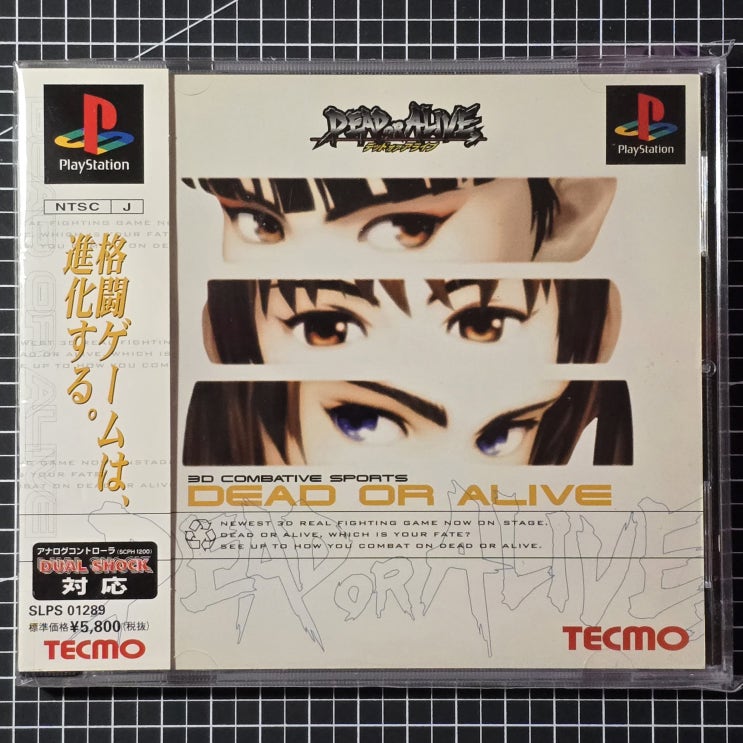 PlayStation
NTSC J
格闘ゲームは、
進化する。
アナログコントローラ(SCPH 1200)
DUAL SHOCK
対応
SLPS 01289
標準価格¥5,800(税抜)
TECMO
DEAD OR ALIVE
デッドオアアライブ
PlayStation
3D COMBATIVE SPORTS
DEAD OR ALIVE
NEWEST 3D REAL FIGHTING GAME NOW ON STAGE.
DEAD OR ALIVE, WHICH IS YOUR FATE?
SEE UP TO HOW YOU COMBAT ON DEAD OR ALIVE.
DEAD OR ALIVE
TECMO